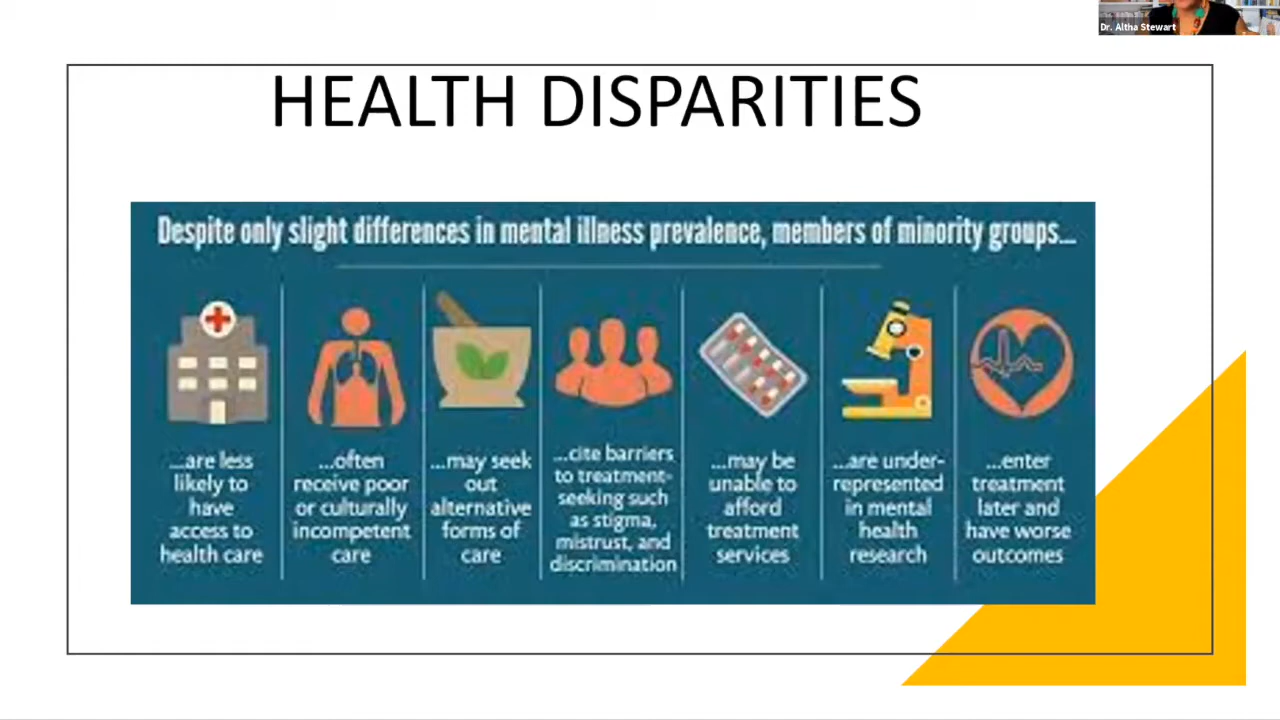 Dr. Altha Stewart
HEALTH DISPARITIES
Despite only slight differences in mental illness prevalence, members of minority groups...
...are less
likely to
have
access to
health care
...often
receive poor
or culturally
incompetent
care
...may seek
out
alternative
forms of
care
...cite barriers
to treatment-
seeking such
as stigma,
mistrust, and
discrimination
...may be
unable to
afford
treatment
services
...are under-
represented
in mental
health
research
...enter
treatment
later and
have worse
outcomes